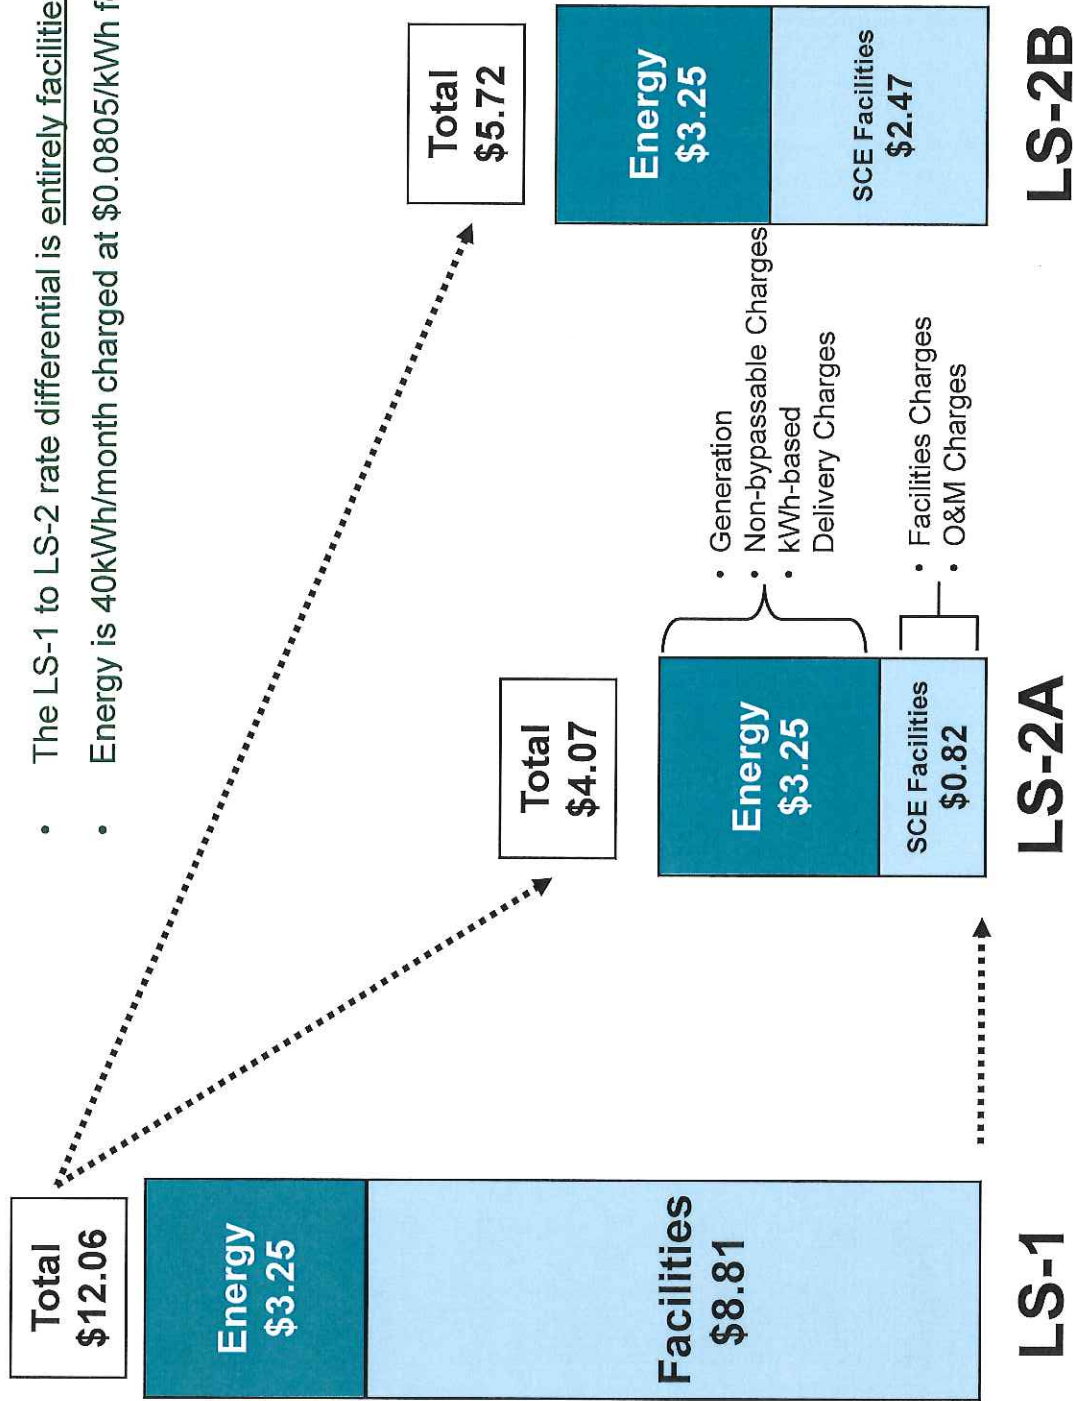 • The LS-1 to LS-2 rate differential is entirely facilitie
• Energy is 40kWh/month charged at $0.0805/kWh f
Total
$12.06
Energy
$3.25
Facilities
$8.81
LS-1
Total
$4.07
Energy
$3.25
SCE Facilities
$0.82
LS-2A
• Generation
• Non-bypassable Charges
• kWh-based
Delivery Charges
• Facilities Charges
• O&M Charges
Total
$5.72
Energy
$3.25
SCE Facilities
$2.47
LS-2B